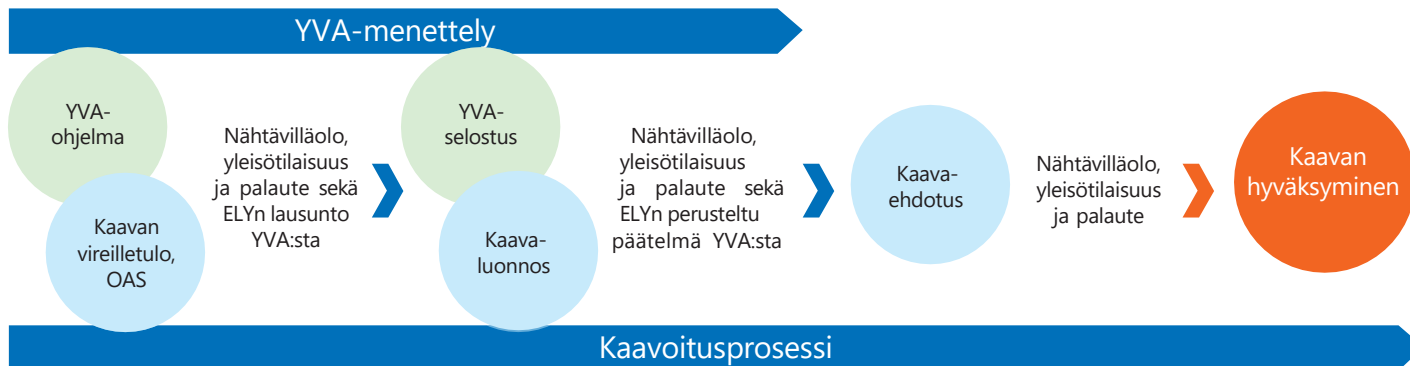 YVA-menettely
YVA-
ohjelma
Kaavan
vireilletulo,
OAS
Nähtävilläolo,
yleisötilaisuus
ja palaute sekä
ELYn lausunto
YVA:sta
YVA-
selostus
Kaava-
luonnos
Nähtävilläolo,
yleisötilaisuus
ja palaute sekä
ELYn perusteltu
päätelmä YVA:sta
Kaava-
ehdotus
Nähtävilläolo,
yleisötilaisuus
ja palaute
Kaavan
hyväksyminen
Kaavoitusprosessi